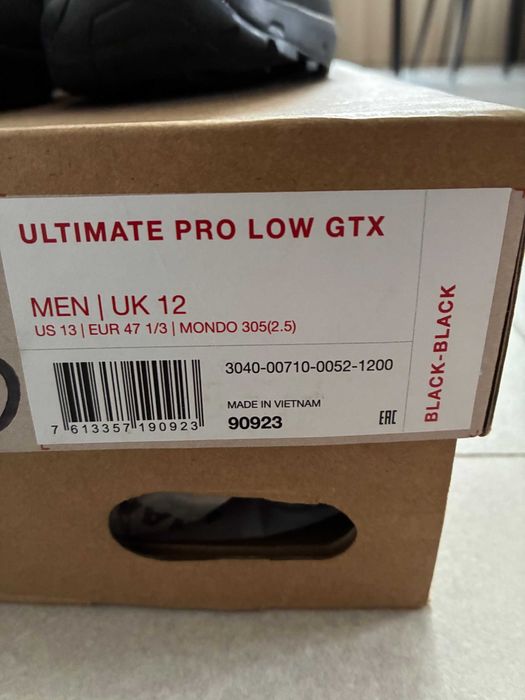 ULTIMATE PRO LOW GTX
MEN | UK 12
US 13 | EUR 47 1/3 | MONDO 305(2.5)
3040-00710-0052-1200
MADE IN VIETNAM
90923
EAC
7 613357 190923
BLACK-BLACK